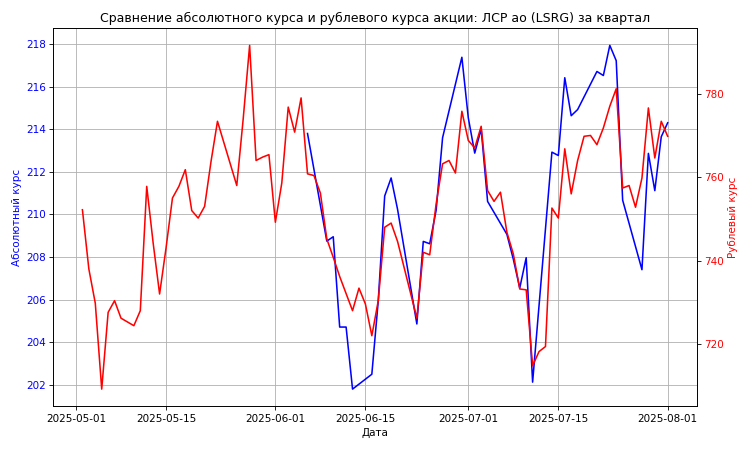 Сравнение абсолютного курса и рублевого курса акции: ЛСР ао (LSRG) за квартал
218
216
214
212
210
208
206
204
202
Абсолютный курс
780
760
740
720
Рублевый курс
2025-05-01 2025-05-15 2025-06-01 2025-06-15 2025-07-01 2025-07-15 2025-08-01
Дата